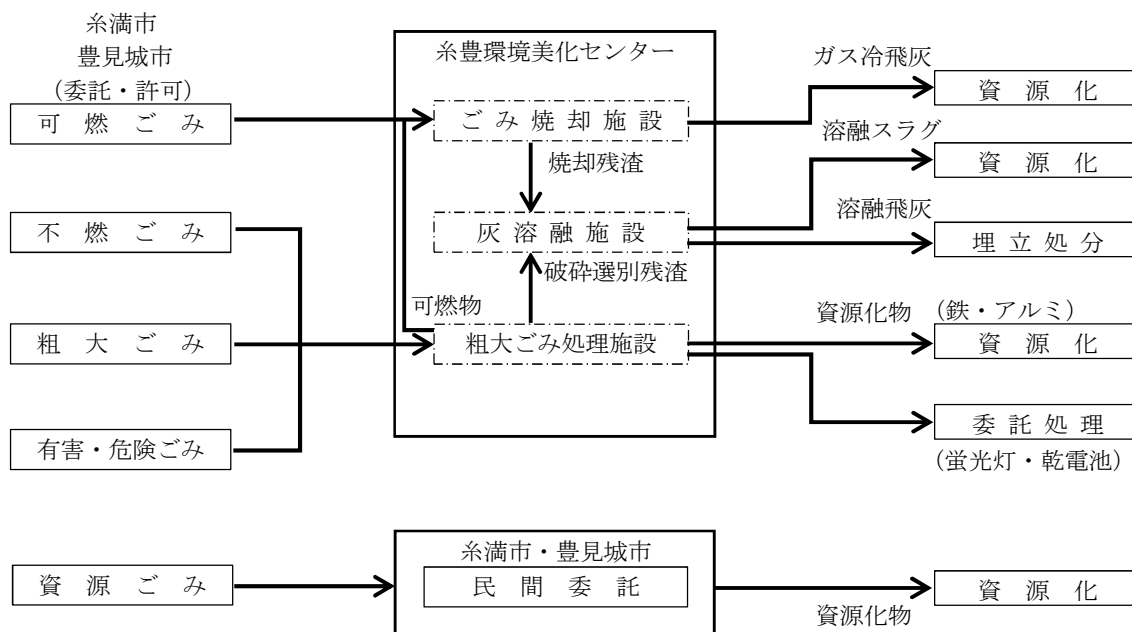 糸満市
豊見城市
(委託・許可)
可燃ごみ
不燃ごみ
粗大ごみ
有害・危険ごみ
糸豊環境美化センター
ごみ焼却施設
焼却残渣
灰溶融施設
破砕選別残渣
可燃物
粗大ごみ処理施設
ガス冷飛灰
資源化
溶融スラグ
資源化
溶融飛灰
埋立処分
資源化物 (鉄・アルミ)
資源化
委託処理
(蛍光灯・乾電池)
資源ごみ
糸満市・豊見城市
民間委託
資源化物
資源化